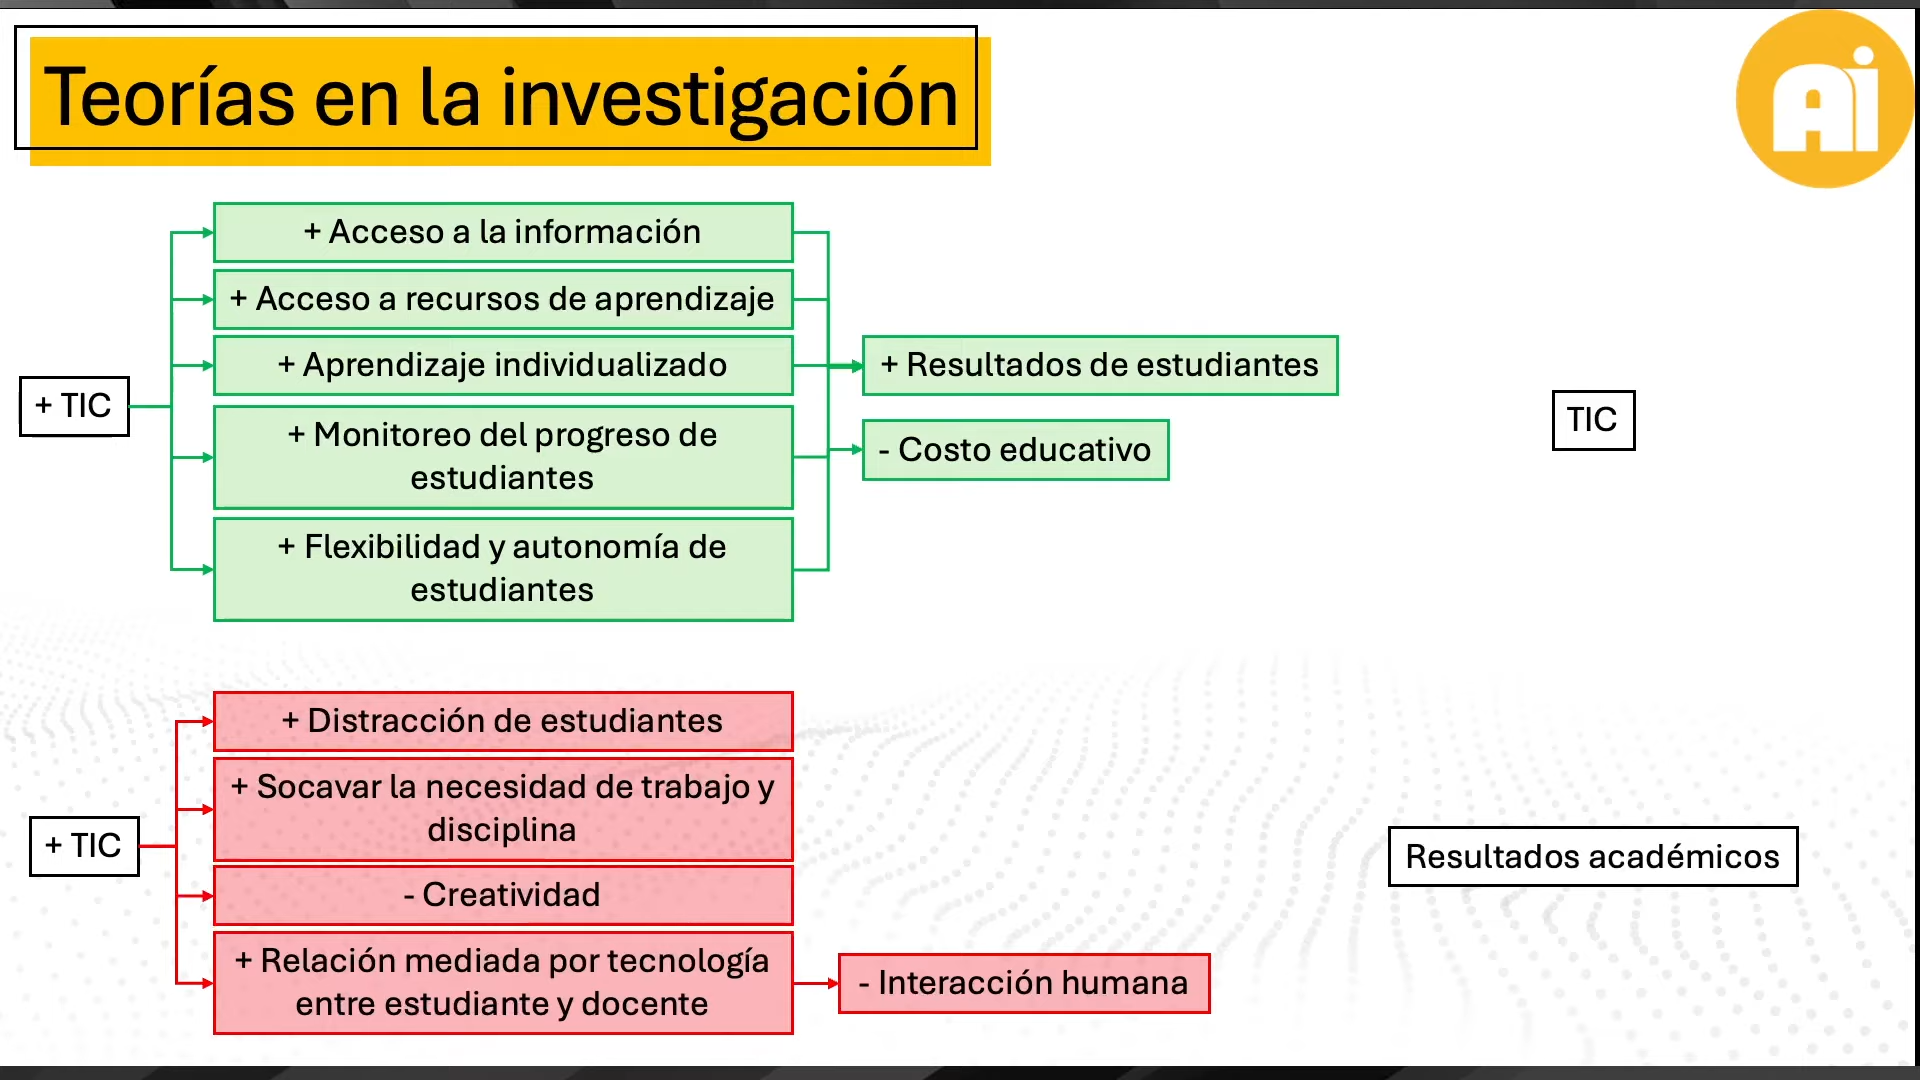 Teorías en la investigación
Ai
+ Acceso a la información
+ Acceso a recursos de aprendizaje
+ Aprendizaje individualizado
+ Resultados de estudiantes
+ TIC
TIC
+ Monitoreo del progreso de
estudiantes
- Costo educativo
+ Flexibilidad y autonomía de
estudiantes
+ Distracción de estudiantes
+ Socavar la necesidad de trabajo y
disciplina
+ TIC
Resultados académicos
- Creatividad
+ Relación mediada por tecnología
entre estudiante y docente
- Interacción humana